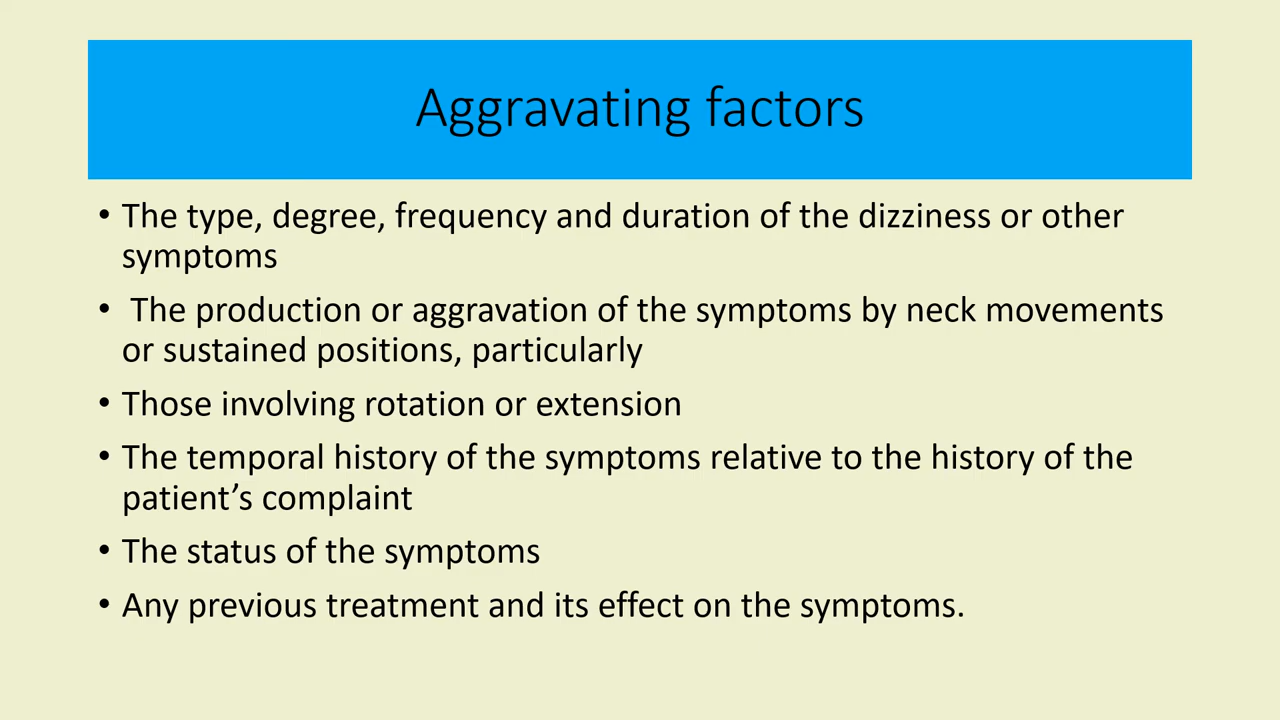 Aggravating factors
• The type, degree, frequency and duration of the dizziness or other
symptoms
• The production or aggravation of the symptoms by neck movements
or sustained positions, particularly
• Those involving rotation or extension
• The temporal history of the symptoms relative to the history of the
patient’s complaint
• The status of the symptoms
• Any previous treatment and its effect on the symptoms.